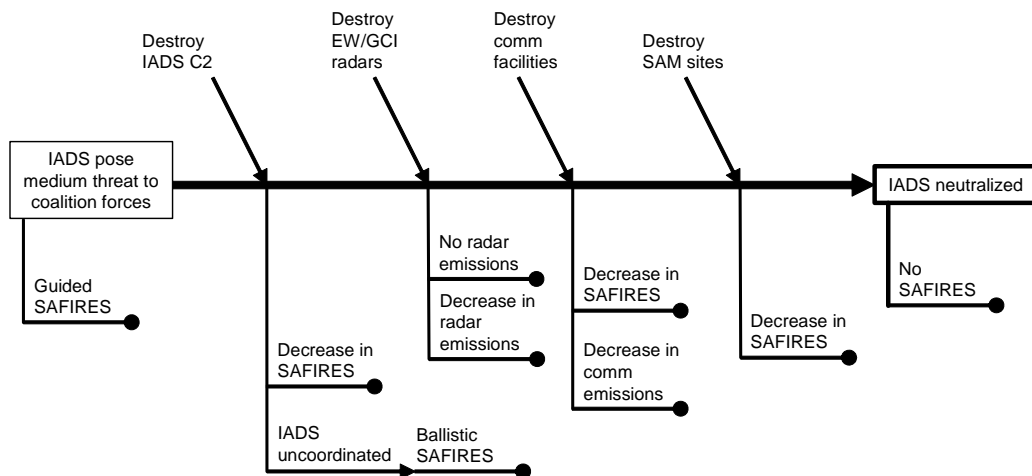 Destroy
IADS C2
Destroy
EW/GCI
radars
Destroy
comm
facilities
Destroy
SAM sites
IADS pose
medium threat to
coalition forces
IADS neutralized
Guided
SAFIRES
Decrease in
SAFIRES
IADS
uncoordinated
Ballistic
SAFIRES
No radar
emissions
Decrease in
radar
emissions
Decrease in
SAFIRES
Decrease in
comm
emissions
Decrease in
SAFIRES
No
SAFIRES